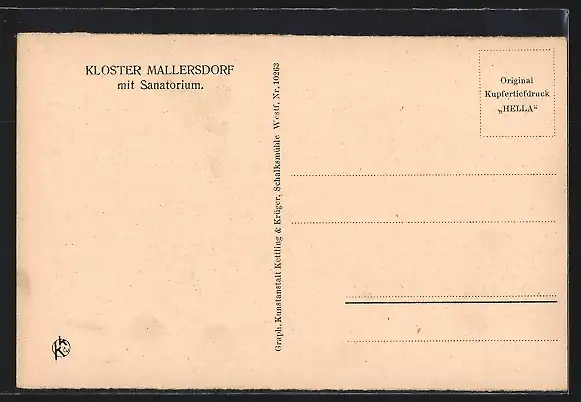 KLOSTER MALLERSDORF
mit Sanatorium.
Graph. Kunstanstalt Kettling & Krüger, Schalksmühle Westf. Nr. 10263
Original
Kupfertiefdruck
„HELLA“